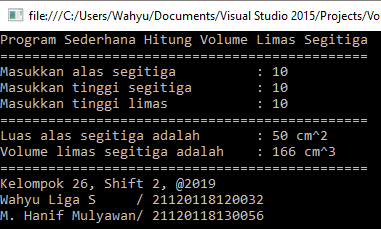 file:///C:/Users/Wahyu/Documents/Visual Studio 2015/Projects/Vo
Program Sederhana Hitung Volume Limas Segitiga
==============================================
Masukkan alas segitiga          : 10
Masukkan tinggi segitiga        : 10
Masukkan tinggi limas           : 10
==============================================
Luas alas segitiga adalah       : 50 cm^2
Volume limas segitiga adalah    : 166 cm^3
==============================================
Kelompok 26, Shift 2, @2019
Wahyu Liga S     / 21120118120032
M. Hanif Mulyawan/ 21120118130056